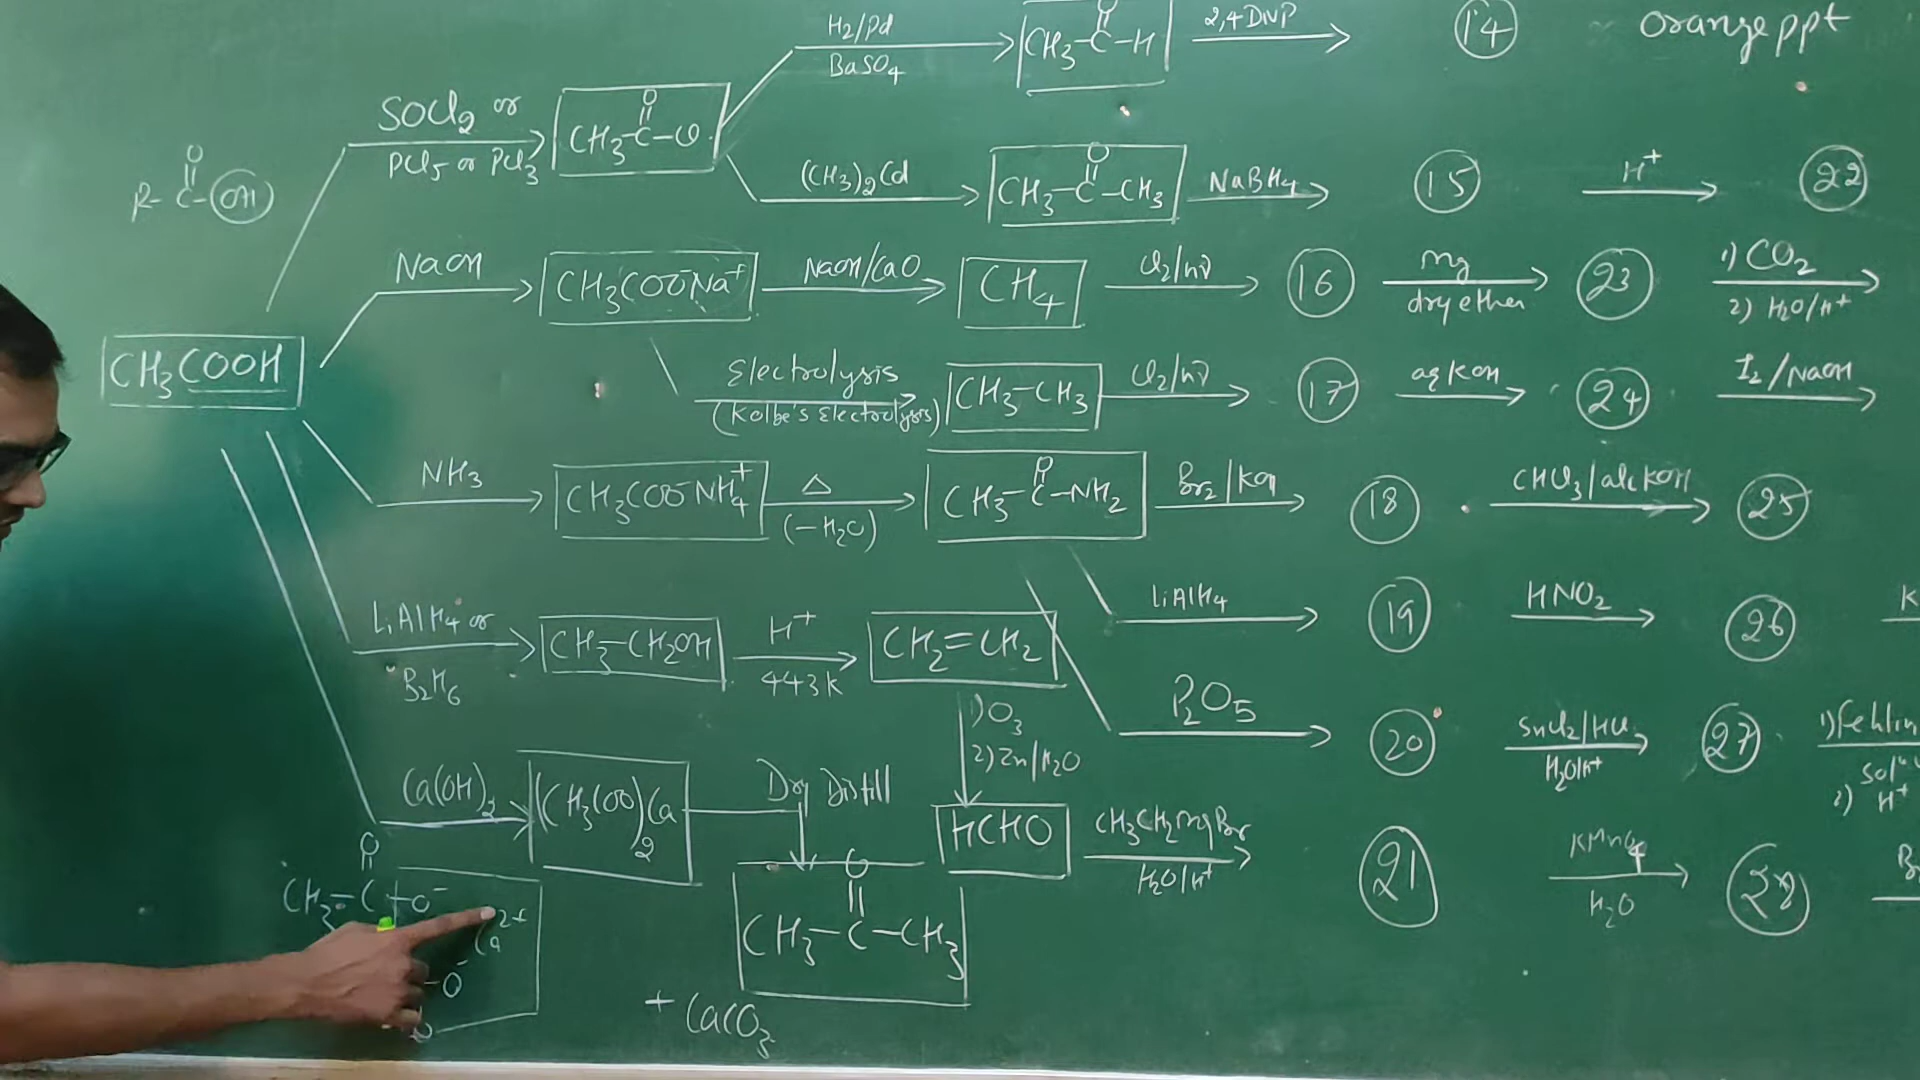 H2/Pd
BaSO4
O
CH3-C-H
2,4 DNP
14
Orange ppt
SOCl2 or
PCl5 or PCl3
O
CH3-C-Cl
O
R-C-OH
(CH3)2Cd
O
CH3-C-CH3
NaBH4
15
H+
22
NaOH
CH3COO-Na+
NaOH/CaO
CH4
Cl2/hν
16
Mg
dry ether
23
1) CO2
2) H2O/H+
CH3COOH
Electrolysis
(Kolbe's Electrolysis)
CH3-CH3
Cl2/hν
17
aq KOH
24
I2/NaOH
NH3
CH3COO-NH4+
△
(-H2O)
O
CH3-C-NH2
Br2/KOH
18
CHCl3/alc KOH
25
LiAlH4
19
HNO2
26
K
LiAlH4 or
B2H6
CH3-CH2OH
H+
443K
CH2=CH2
P2O5
20
SnCl2/HCl
H2O/H+
27
1) Fehlin
Sol
2) H+
1) O3
2) Zn/H2O
Ca(OH)2
(CH3COO)2Ca
Dry Distill
HCHO
CH3CH2MgBr
H2O/H+
21
KMnO4
H2O
28
B
O
CH3-C-O-
Ca2+
-O-
O
CH3-C-CH3
+ CaCO3